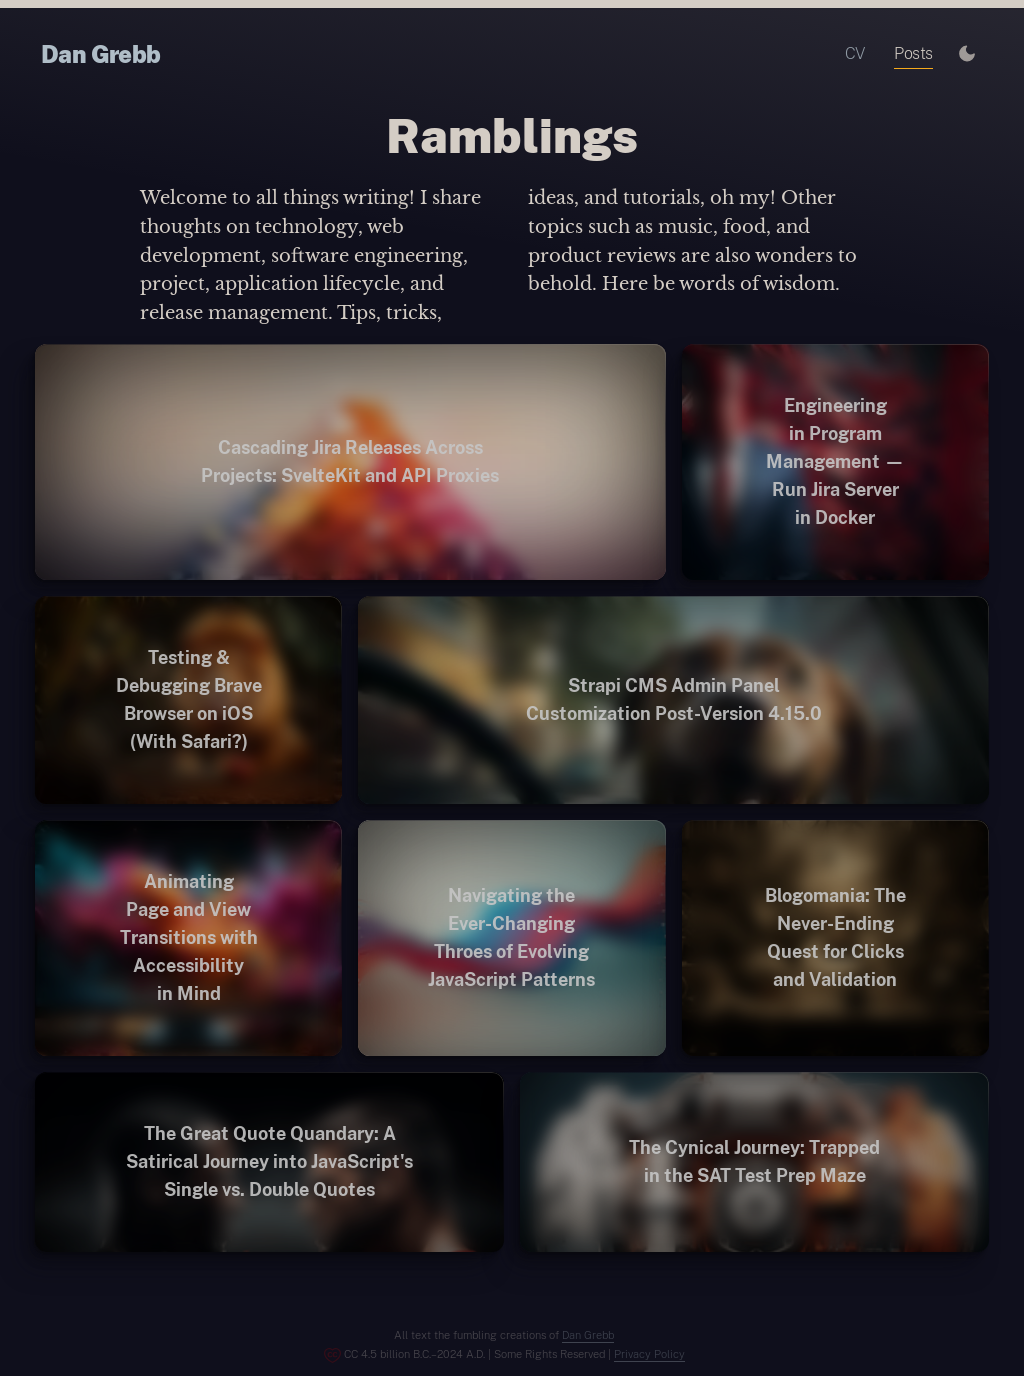 Dan Grebb
CV
Posts
Ramblings
Welcome to all things writing! I share
thoughts on technology, web
development, software engineering,
project, application lifecycle, and
release management. Tips, tricks,
ideas, and tutorials, oh my! Other
topics such as music, food, and
product reviews are also wonders to
behold. Here be words of wisdom.
Cascading Jira Releases Across
Projects: SvelteKit and API Proxies
Engineering
in Program
Management —
Run Jira Server
in Docker
Testing &
Debugging Brave
Browser on iOS
(With Safari?)
Strapi CMS Admin Panel
Customization Post-Version 4.15.0
Animating
Page and View
Transitions with
Accessibility
in Mind
Navigating the
Ever-Changing
Throes of Evolving
JavaScript Patterns
Blogomania: The
Never-Ending
Quest for Clicks
and Validation
The Great Quote Quandary: A
Satirical Journey into JavaScript's
Single vs. Double Quotes
The Cynical Journey: Trapped
in the SAT Test Prep Maze
All text the fumbling creations of Dan Grebb
CC 4.5 billion B.C.–2024 A.D. | Some Rights Reserved | Privacy Policy